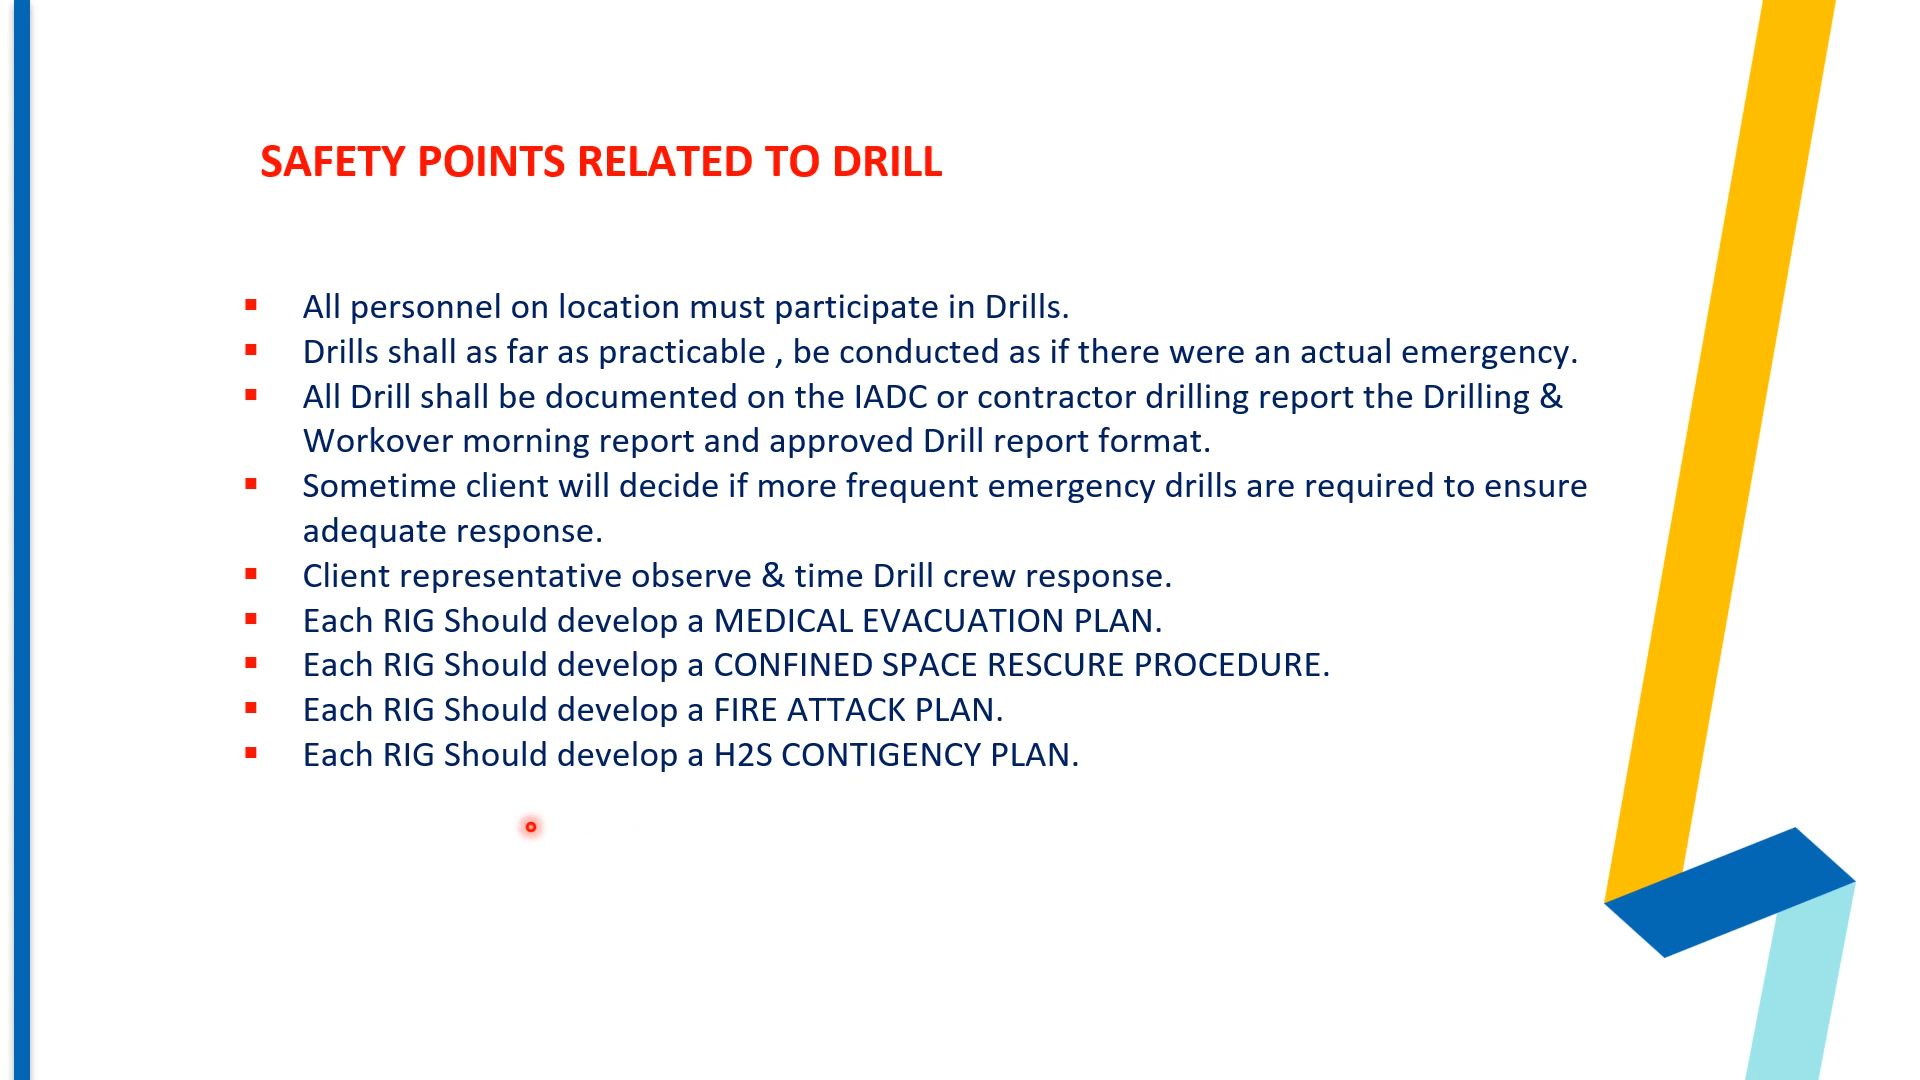 SAFETY POINTS RELATED TO DRILL
▪ All personnel on location must participate in Drills.
▪ Drills shall as far as practicable , be conducted as if there were an actual emergency.
▪ All Drill shall be documented on the IADC or contractor drilling report the Drilling &
Workover morning report and approved Drill report format.
▪ Sometime client will decide if more frequent emergency drills are required to ensure
adequate response.
▪ Client representative observe & time Drill crew response.
▪ Each RIG Should develop a MEDICAL EVACUATION PLAN.
▪ Each RIG Should develop a CONFINED SPACE RESCURE PROCEDURE.
▪ Each RIG Should develop a FIRE ATTACK PLAN.
▪ Each RIG Should develop a H2S CONTIGENCY PLAN.